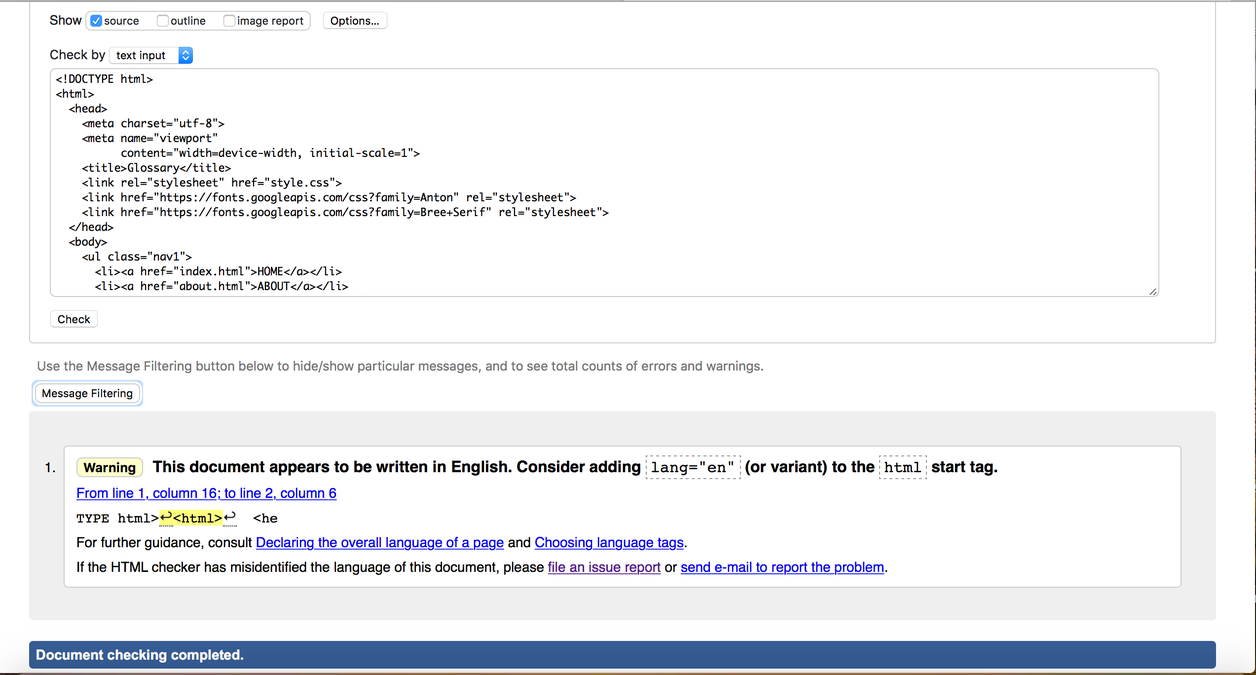 Show source outline image report Options...
Check by text input
<!DOCTYPE html>
<html>
<head>
<meta charset="utf-8">
<meta name="viewport"
content="width=device-width, initial-scale=1">
<title>Glossary</title>
<link rel="stylesheet" href="style.css">
<link href="https://fonts.googleapis.com/css?family=Anton" rel="stylesheet">
<link href="https://fonts.googleapis.com/css?family=Bree+Serif" rel="stylesheet">
</head>
<body>
<ul class="nav1">
<li><a href="index.html">HOME</a></li>
<li><a href="about.html">ABOUT</a></li>
Check
Use the Message Filtering button below to hide/show particular messages, and to see total counts of errors and warnings.
Message Filtering
1. Warning This document appears to be written in English. Consider adding lang="en" (or variant) to the html start tag.
From line 1, column 16; to line 2, column 6
TYPE html>↩<html>↩ <he
For further guidance, consult Declaring the overall language of a page and Choosing language tags.
If the HTML checker has misidentified the language of this document, please file an issue report or send e-mail to report the problem.
Document checking completed.